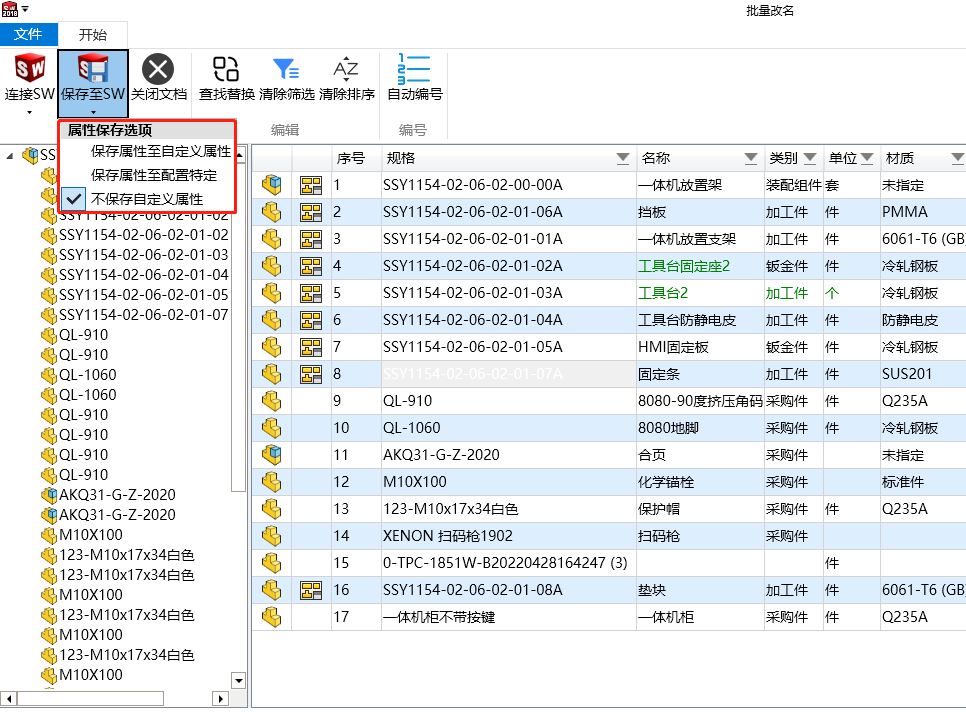 批量改名
文件 开始
连接SW 保存至SW 关闭文档 查找替换 清除筛选 清除排序 自动编号
编辑 编号
属性保存选项
保存属性至自定义属性
保存属性至配置特定
不保存自定义属性
SSY1154-02-06-02-01-02
SSY1154-02-06-02-01-02
SSY1154-02-06-02-01-03
SSY1154-02-06-02-01-04
SSY1154-02-06-02-01-05
SSY1154-02-06-02-01-07
QL-910
QL-910
QL-1060
QL-1060
QL-910
QL-910
QL-910
QL-910
AKQ31-G-Z-2020
AKQ31-G-Z-2020
M10X100
123-M10x17x34白色
123-M10x17x34白色
M10X100
123-M10x17x34白色
M10X100
123-M10x17x34白色
M10X100
序号 规格 名称 类别 单位 材质
1 SSY1154-02-06-02-00-00A 一体机放置架 装配组件 套 未指定
2 SSY1154-02-06-02-01-06A 挡板 加工件 件 PMMA
3 SSY1154-02-06-02-01-01A 一体机放置支架 加工件 件 6061-T6 (GB
4 SSY1154-02-06-02-01-02A 工具台固定座2 钣金件 件 冷轧钢板
5 SSY1154-02-06-02-01-03A 工具台2 加工件 个 冷轧钢板
6 SSY1154-02-06-02-01-04A 工具台防静电皮 加工件 件 防静电皮
7 SSY1154-02-06-02-01-05A HMI固定板 钣金件 件 冷轧钢板
8 SSY1154-02-06-02-01-07A 固定条 加工件 件 SUS201
9 QL-910 8080-90度挤压角码 采购件 件 Q235A
10 QL-1060 8080地脚 采购件 件 冷轧钢板
11 AKQ31-G-Z-2020 合页 采购件 未指定
12 M10X100 化学锚栓 采购件 标准件
13 123-M10x17x34白色 保护帽 采购件 件 Q235A
14 XENON 扫码枪1902 扫码枪 采购件
15 0-TPC-1851W-B20220428164247 (3) 件
16 SSY1154-02-06-02-01-08A 垫块 加工件 件 6061-T6 (GB
17 一体机柜不带按键 一体机柜 采购件 件 Q235A